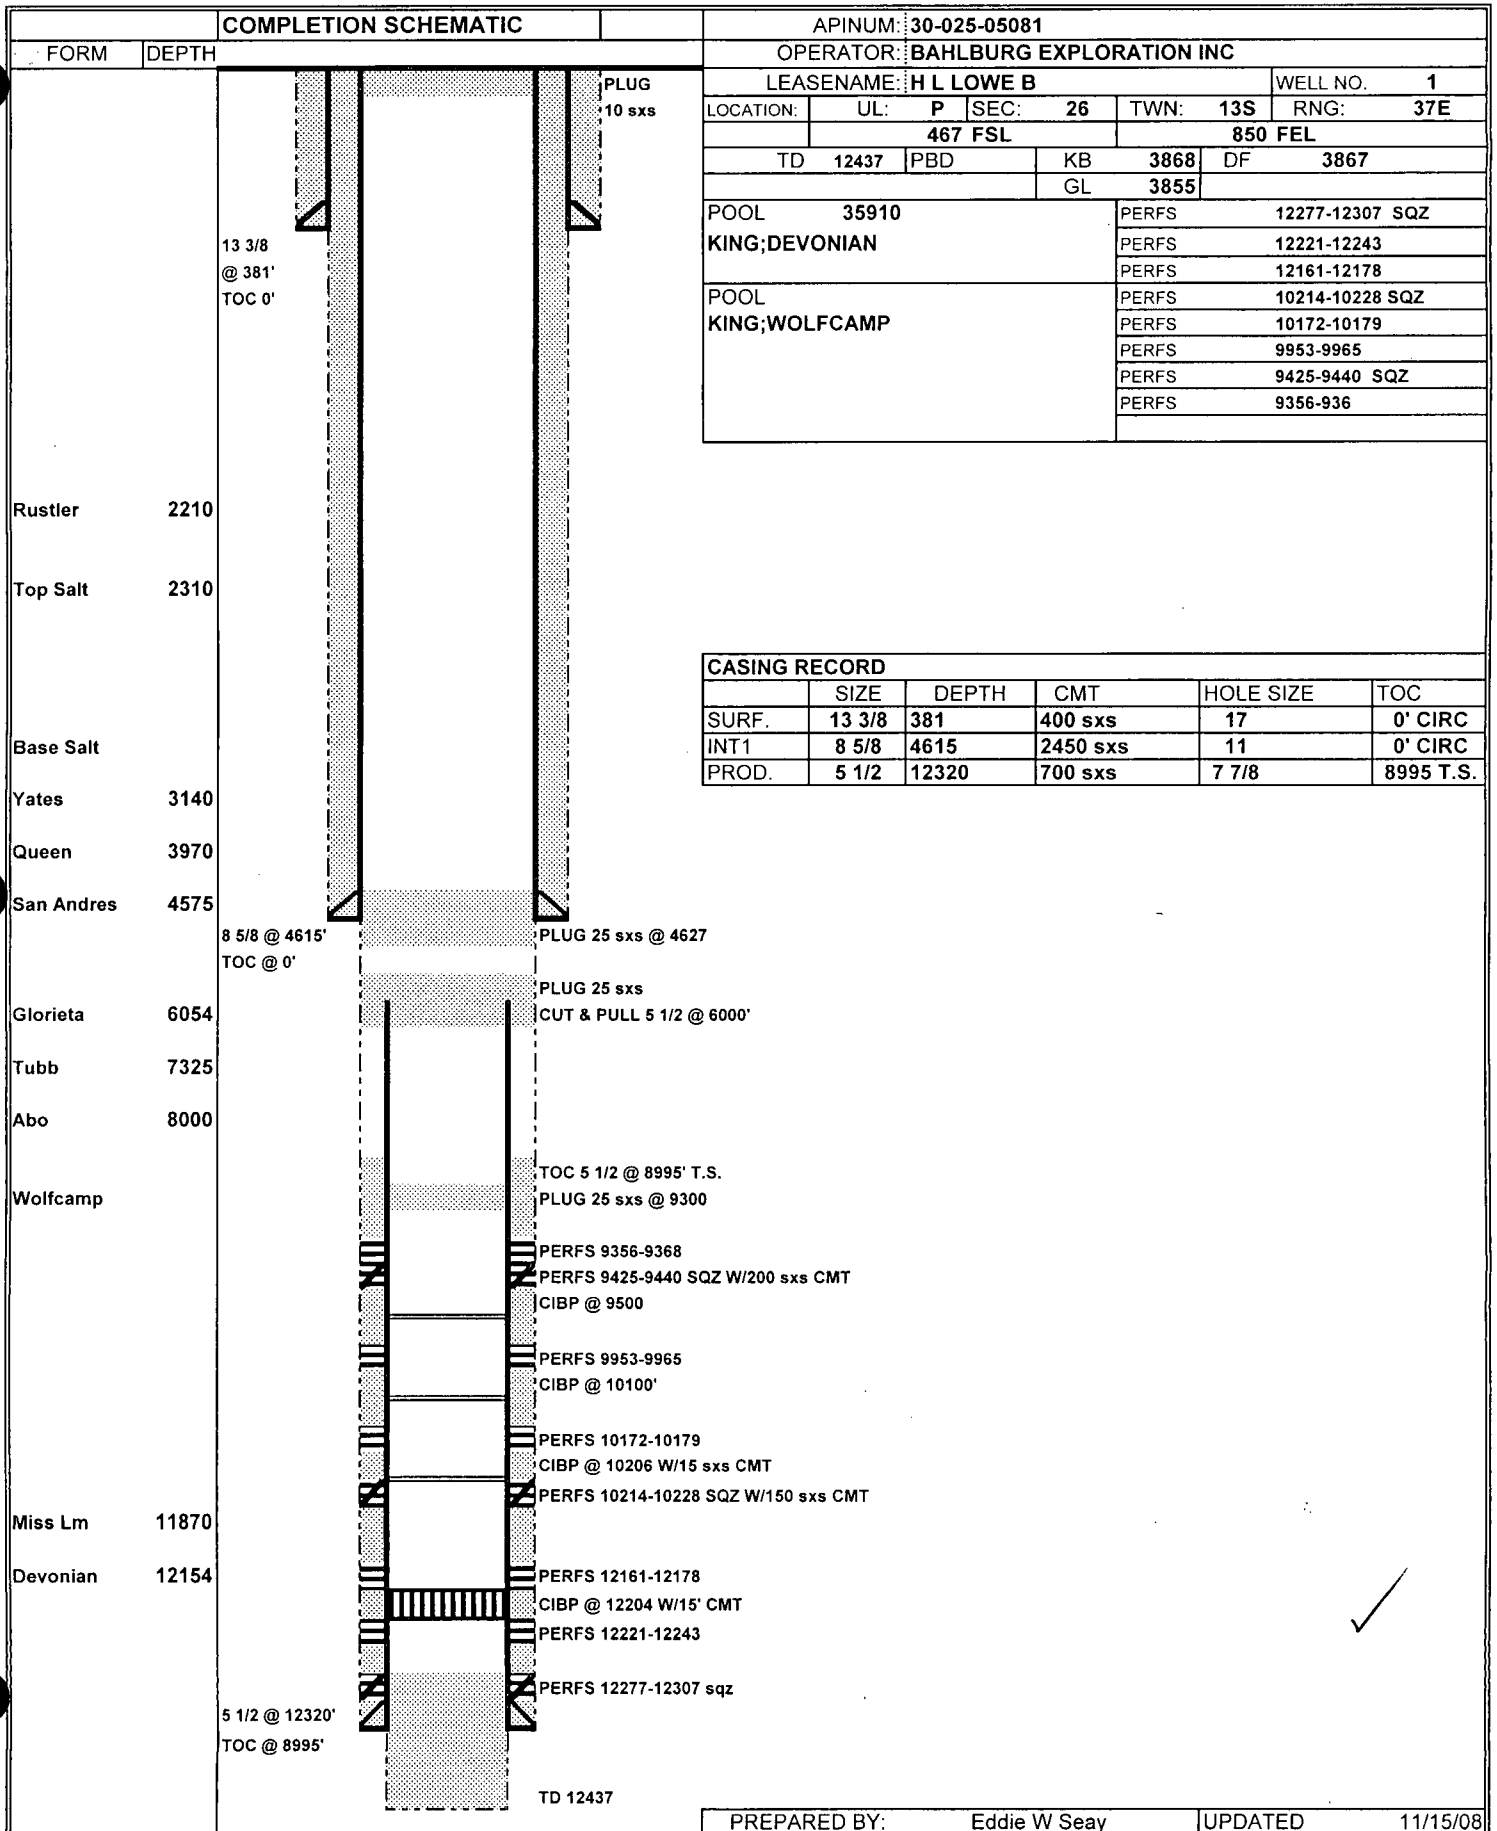 COMPLETION SCHEMATIC
FORM DEPTH
APINUM: 30-025-05081
OPERATOR: BAHLBURG EXPLORATION INC
LEASENAME: H L LOWE B WELL NO. 1
LOCATION: UL: P SEC: 26 TWN: 13S RNG: 37E
467 FSL 850 FEL
TD 12437 PBD KB 3868 DF 3867
GL 3855
POOL 35910 PERFS 12277-12307 SQZ
KING;DEVONIAN PERFS 12221-12243
PERFS 12161-12178
POOL PERFS 10214-10228 SQZ
KING;WOLFCAMP PERFS 10172-10179
PERFS 9953-9965
PERFS 9425-9440 SQZ
PERFS 9356-936
PLUG
10 sxs
13 3/8
@ 381'
TOC 0'
Rustler 2210
Top Salt 2310
CASING RECORD
SIZE DEPTH CMT HOLE SIZE TOC
SURF. 13 3/8 381 400 sxs 17 0' CIRC
INT1 8 5/8 4615 2450 sxs 11 0' CIRC
PROD. 5 1/2 12320 700 sxs 7 7/8 8995 T.S.
Base Salt
Yates 3140
Queen 3970
San Andres 4575
8 5/8 @ 4615'
TOC @ 0'
PLUG 25 sxs @ 4627
PLUG 25 sxs
CUT & PULL 5 1/2 @ 6000'
Glorieta 6054
Tubb 7325
Abo 8000
TOC 5 1/2 @ 8995' T.S.
Wolfcamp
PLUG 25 sxs @ 9300
PERFS 9356-9368
PERFS 9425-9440 SQZ W/200 sxs CMT
CIBP @ 9500
PERFS 9953-9965
CIBP @ 10100'
PERFS 10172-10179
CIBP @ 10206 W/15 sxs CMT
PERFS 10214-10228 SQZ W/150 sxs CMT
Miss Lm 11870
Devonian 12154
PERFS 12161-12178
CIBP @ 12204 W/15' CMT
PERFS 12221-12243
PERFS 12277-12307 sqz
5 1/2 @ 12320'
TOC @ 8995'
TD 12437
PREPARED BY: Eddie W Seay UPDATED 11/15/08